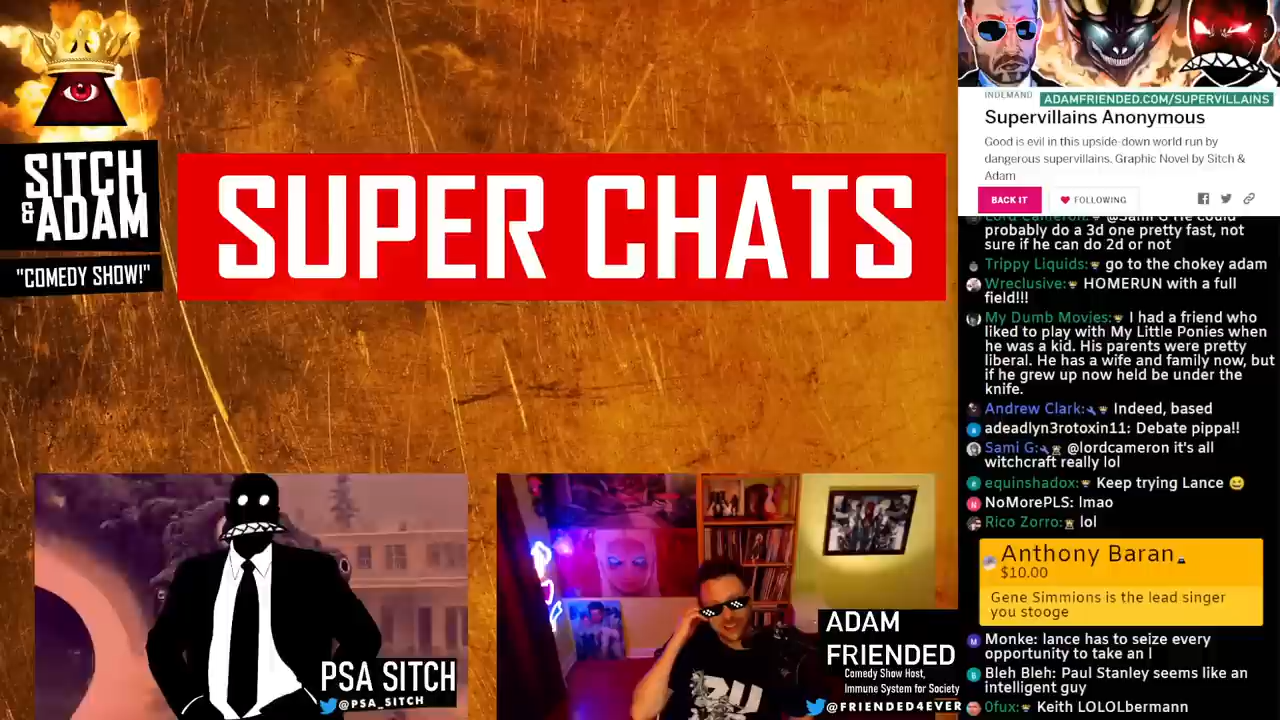 SITCH
& ADAM
"COMEDY SHOW!"
SUPER CHATS
PSA SITCH
@PSA_SITCH
ADAM
FRIENDED
Comedy Show Host,
Immune System for Society
@FRIENDED4EVER
INDEMAND
ADAMFRIENDED.COM/SUPERVILLAINS
Supervillains Anonymous
Good is evil in this upside-down world run by
dangerous supervillains. Graphic Novel by Sitch &
Adam
BACK IT
FOLLOWING
Lord Cameron: @Sami G He could
probably do a 3d one pretty fast, not
sure if he can do 2d or not
Trippy Liquids: go to the chokey adam
Wreclusive: HOMERUN with a full
field!!!
My Dumb Movies: I had a friend who
liked to play with My Little Ponies when
he was a kid. His parents were pretty
liberal. He has a wife and family now, but
if he grew up now held be under the
knife.
Andrew Clark: Indeed, based
adeadlyn3rotoxin11: Debate pippa!!
Sami G: @lordcameron it's all
witchcraft really lol
equinshadox: Keep trying Lance 😆
NoMorePLS: lmao
Rico Zorro: lol
Anthony Baran
$10.00
Gene Simmions is the lead singer
you stooge
Monke: lance has to seize every
opportunity to take an l
Bleh Bleh: Paul Stanley seems like an
intelligent guy
0fux: Keith LOLOLbermann